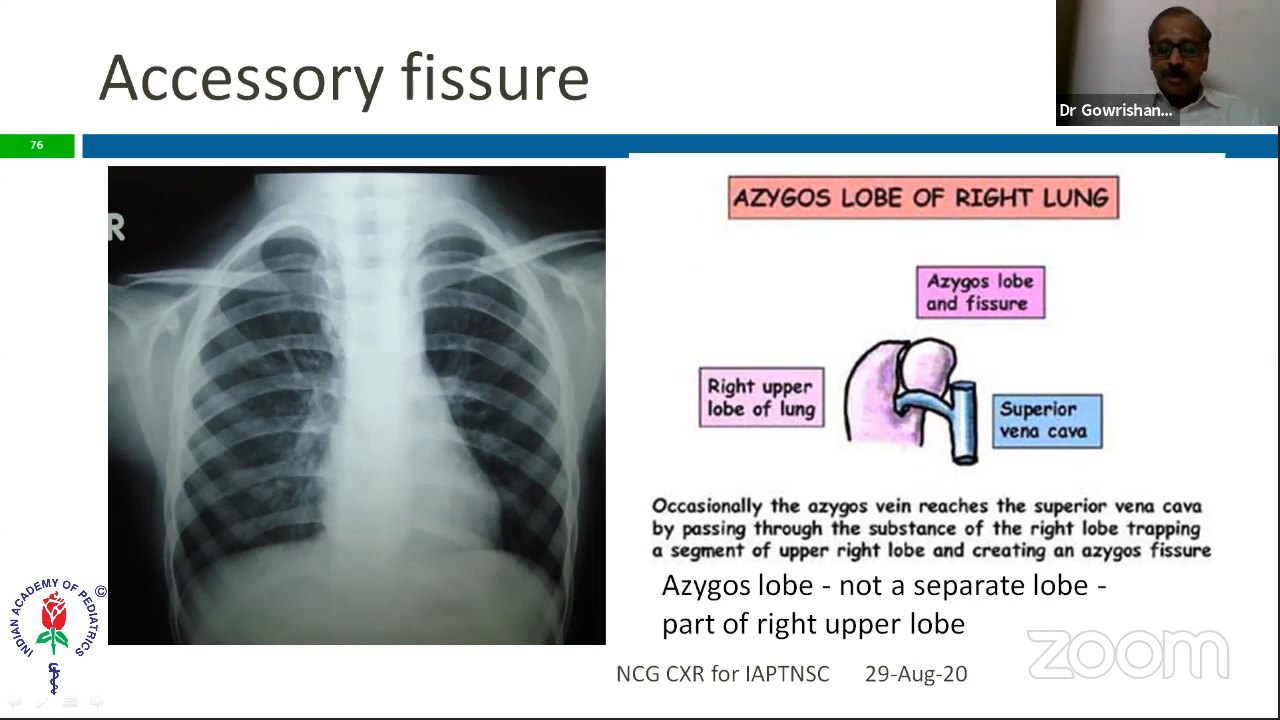 Accessory fissure
Dr Gowrishan...
76
R
AZYGOS LOBE OF RIGHT LUNG
Azygos lobe
and fissure
Right upper
lobe of lung
Superior
vena cava
Occasionally the azygos vein reaches the superior vena cava
by passing through the substance of the right lobe trapping
a segment of upper right lobe and creating an azygos fissure
Azygos lobe - not a separate lobe -
part of right upper lobe
INDIAN ACADEMY OF PEDIATRICS ©
NCG CXR for IAPTNSC 29-Aug-20
zoom